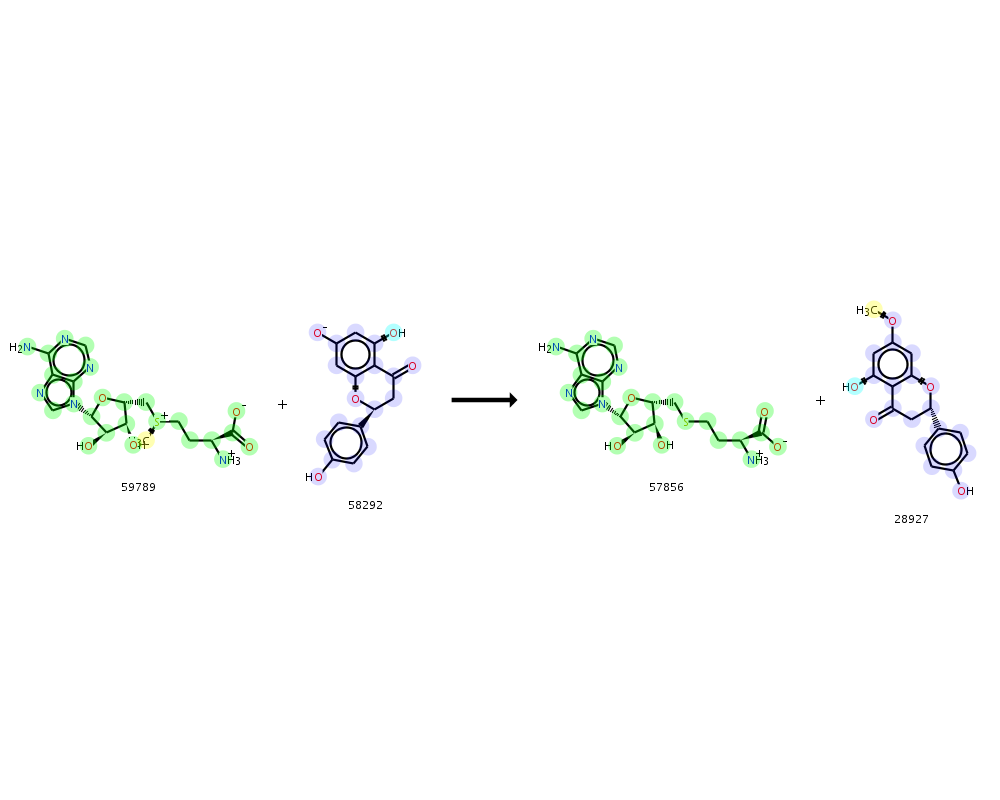 H₂N N N N N
O S⁺ O⁻ O
HO OH H₃C NH₃⁺
59789
+
O⁻ OH O O
HO
58292
H₂N N N N N
O S O O⁻
HO OH NH₃⁺
57856
+
H₃C O
HO O O
OH
28927